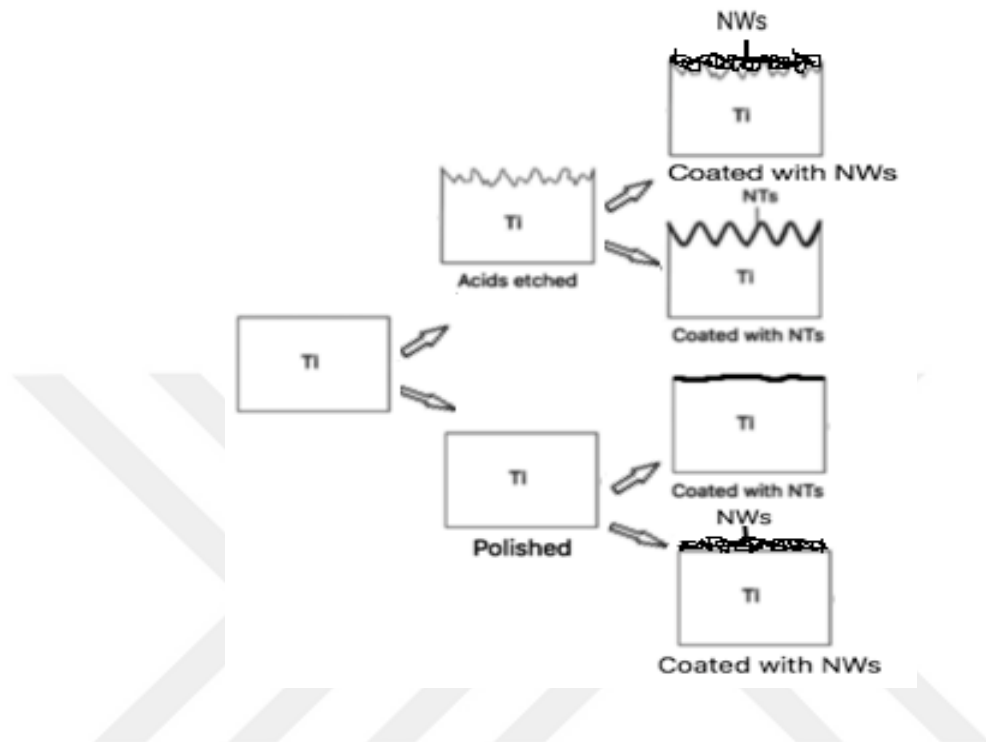 NWs
Ti
Coated with NWs
NTs
Ti
Acids etched
Ti
Coated with NTs
Ti
Ti
Coated with NTs
Ti
Polished
NWs
Ti
Coated with NWs